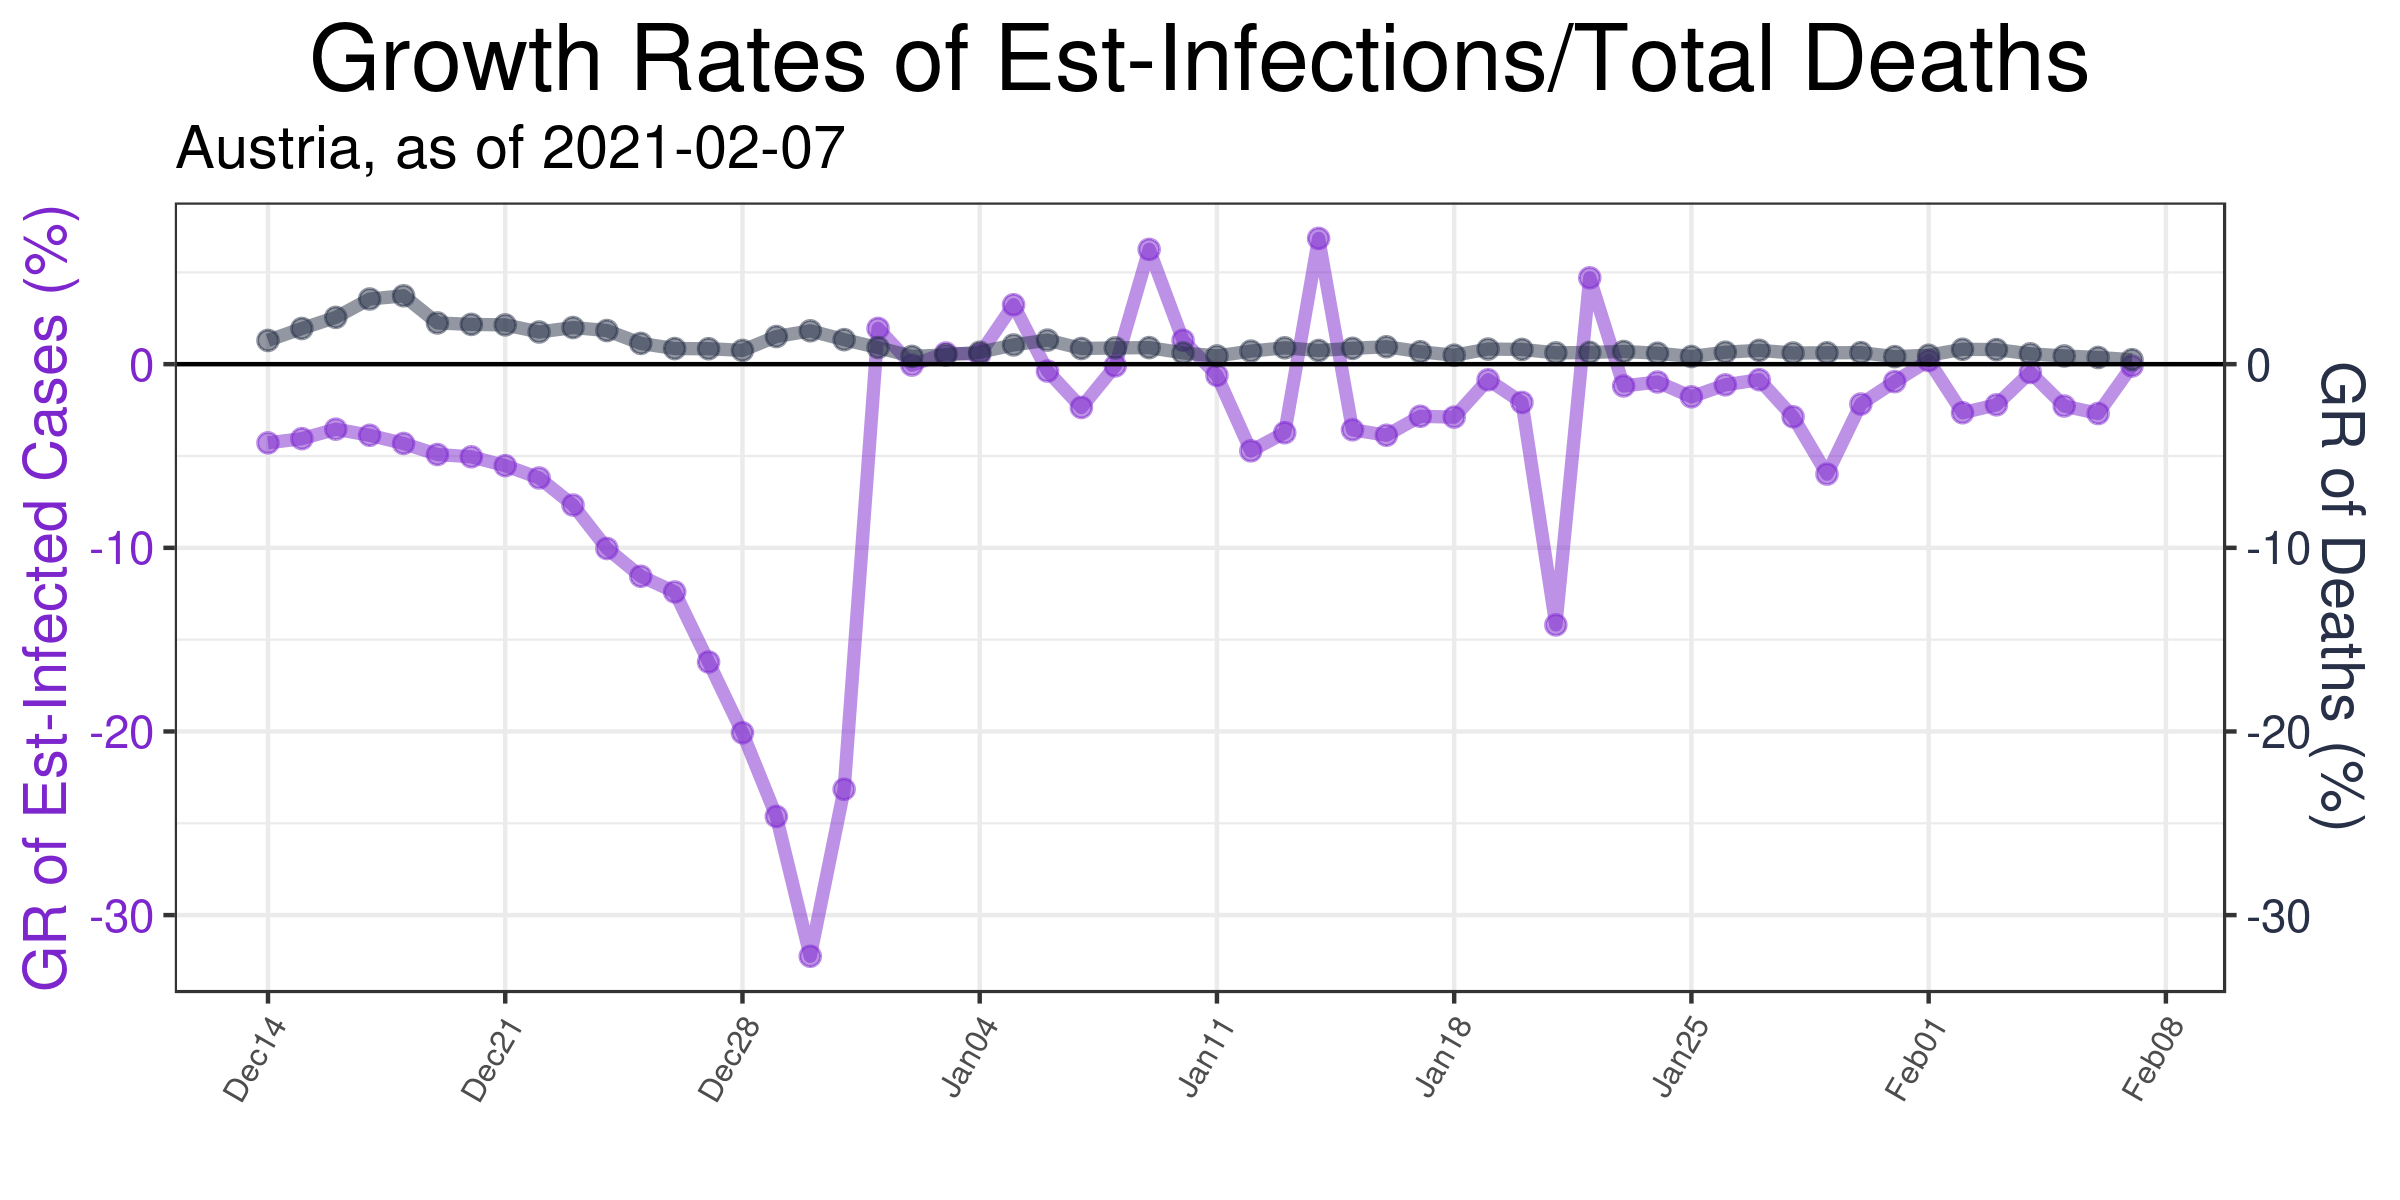 Growth Rates of Est-Infections/Total Deaths
Austria, as of 2021-02-07
GR of Est-Infected Cases (%)
0
-10
-20
-30
0
-10
-20
-30
GR of Deaths (%)
Dec14
Dec21
Dec28
Jan04
Jan11
Jan18
Jan25
Feb01
Feb08